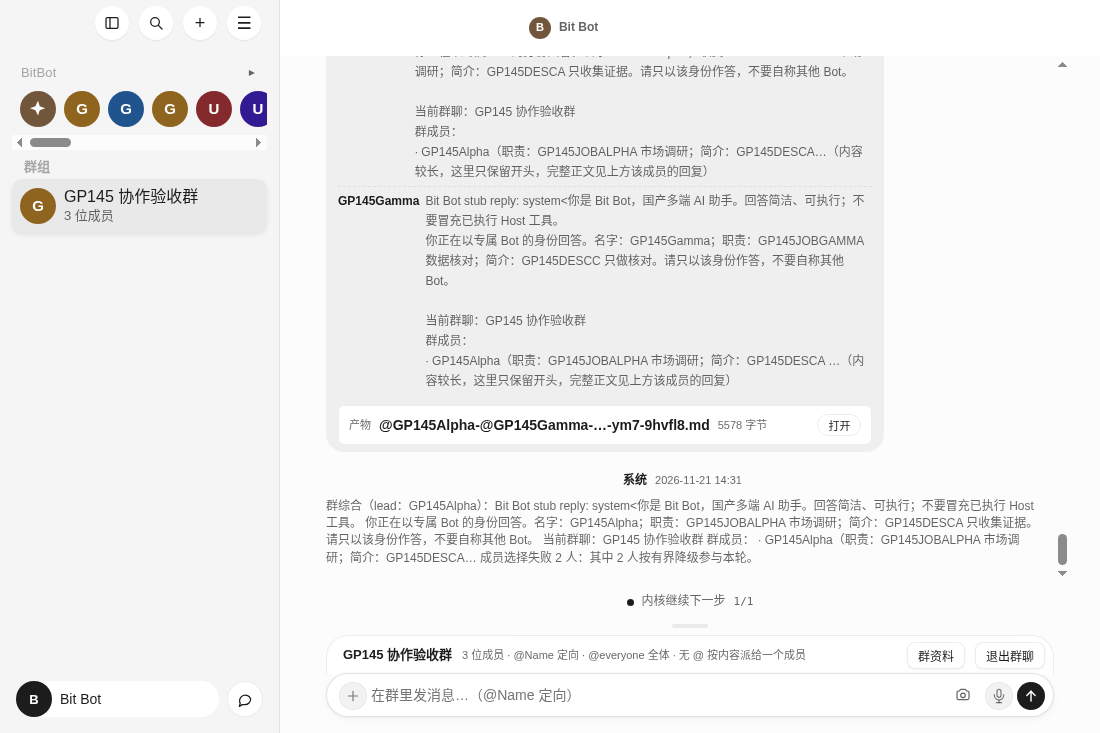 B Bit Bot
BitBot
G G G U U
群组
G GP145 协作验收群
3 位成员
B Bit Bot
调研；简介：GP145DESCA 只收集证据。请只以该身份作答，不要自称其他 Bot。
当前群聊：GP145 协作验收群
群成员：
· GP145Alpha（职责：GP145JOBALPHA 市场调研；简介：GP145DESCA…（内容
较长，这里只保留开头，完整正文见上方该成员的回复）
GP145Gamma Bit Bot stub reply: system<你是 Bit Bot，国产多端 AI 助手。回答简洁、可执行；不
要冒充已执行 Host 工具。
你正在以专属 Bot 的身份回答。名字：GP145Gamma；职责：GP145JOBGAMMA
数据核对；简介：GP145DESCC 只做核对。请只以该身份作答，不要自称其他
Bot。
当前群聊：GP145 协作验收群
群成员：
· GP145Alpha（职责：GP145JOBALPHA 市场调研；简介：GP145DESCA …（内
容较长，这里只保留开头，完整正文见上方该成员的回复）
产物 @GP145Alpha-@GP145Gamma-…-ym7-9hvfl8.md 5578 字节 打开
系统 2026-11-21 14:31
群综合（lead：GP145Alpha）：Bit Bot stub reply: system<你是 Bit Bot，国产多端 AI 助手。回答简洁、可执行；不要冒充已执行 Host
工具。 你正在以专属 Bot 的身份回答。名字：GP145Alpha；职责：GP145JOBALPHA 市场调研；简介：GP145DESCA 只收集证据。
请只以该身份作答，不要自称其他 Bot。 当前群聊：GP145 协作验收群 群成员： · GP145Alpha（职责：GP145JOBALPHA 市场调
研；简介：GP145DESCA… 成员选择失败 2 人：其中 2 人按有界降级参与本轮。
内核继续下一步 1/1
GP145 协作验收群 3 位成员 · @Name 定向 · @everyone 全体 · 无 @ 按内容派给一个成员 群资料 退出群聊
在群里发消息…（@Name 定向）